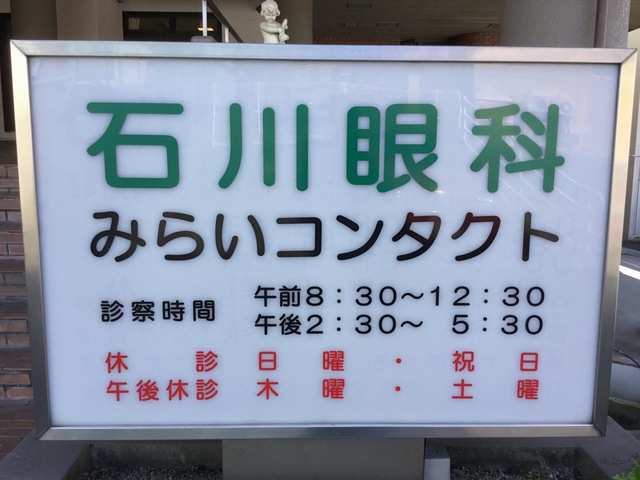 石川眼科
みらいコンタクト
診察時間 午前8：30〜12：30
午後2：30〜 5：30
休診 日曜・祝日
午後休診 木曜・土曜